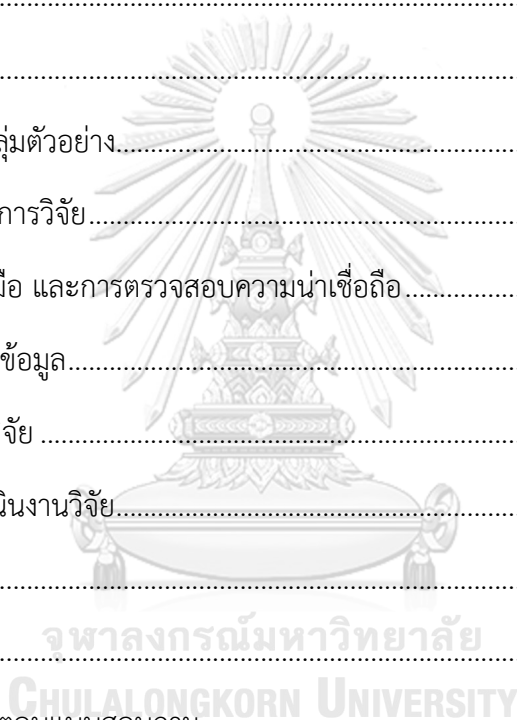 ลุ่มตัวอย่าง
การวิจัย
มือ และการตรวจสอบความน่าเชื่อถือ
ข้อมูล
จัย
นินงานวิจัย
จุฬาลงกรณ์มหาวิทยาลัย
CHULALONGKORN UNIVERSITY